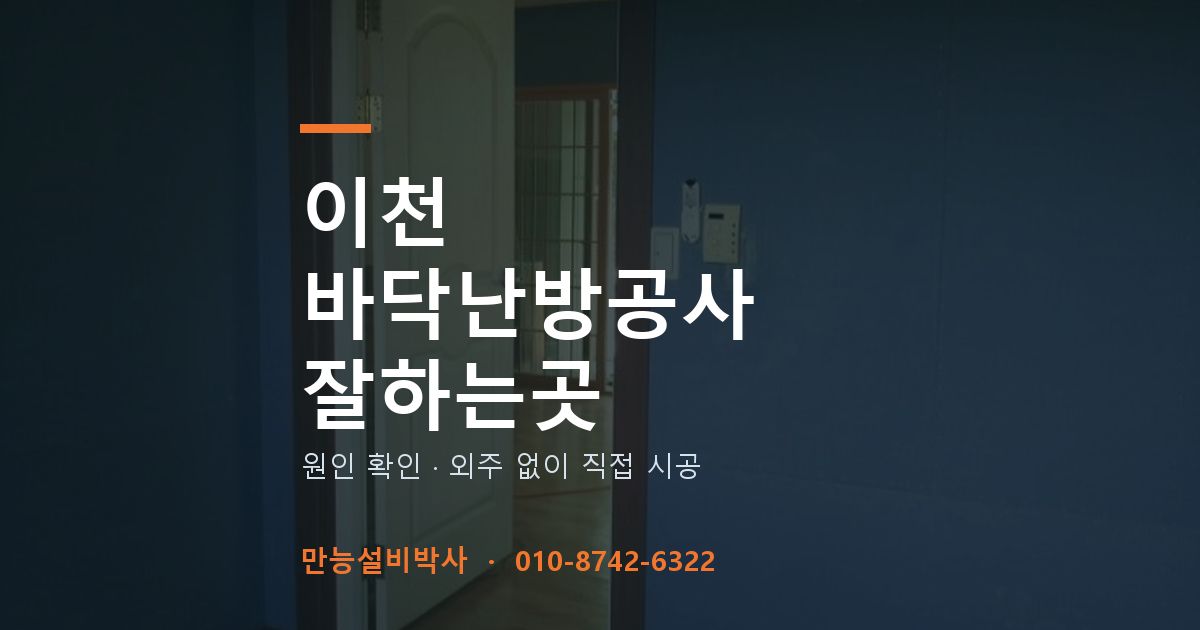 이천
바닥난방공사
잘하는곳
원인 확인 · 외주 없이 직접 시공
만능설비박사 · 010-8742-6322